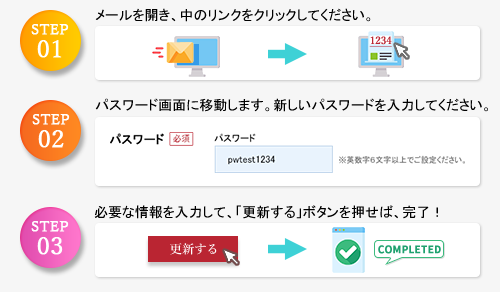 STEP
01
メールを開き、中のリンクをクリックしてください。
1234
STEP
02
パスワード画面に移動します。新しいパスワードを入力してください。
パスワード 必須 パスワード
pwtest1234 ※英数字6文字以上でご設定ください。
STEP
03
必要な情報を入力して、「更新する」ボタンを押せば、完了！
更新する
COMPLETED